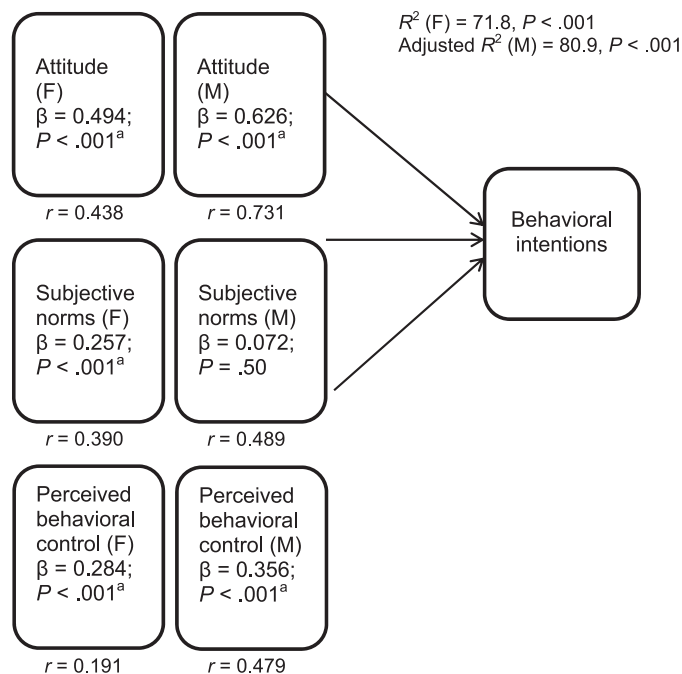 R² (F) = 71.8, P < .001
Adjusted R² (M) = 80.9, P < .001
Attitude
(F)
β = 0.494;
P < .001ᵃ
r = 0.438
Attitude
(M)
β = 0.626;
P < .001ᵃ
r = 0.731
Behavioral
intentions
Subjective
norms (F)
β = 0.257;
P < .001ᵃ
r = 0.390
Subjective
norms (M)
β = 0.072;
P = .50
r = 0.489
Perceived
behavioral
control (F)
β = 0.284;
P < .001ᵃ
r = 0.191
Perceived
behavioral
control (M)
β = 0.356;
P < .001ᵃ
r = 0.479